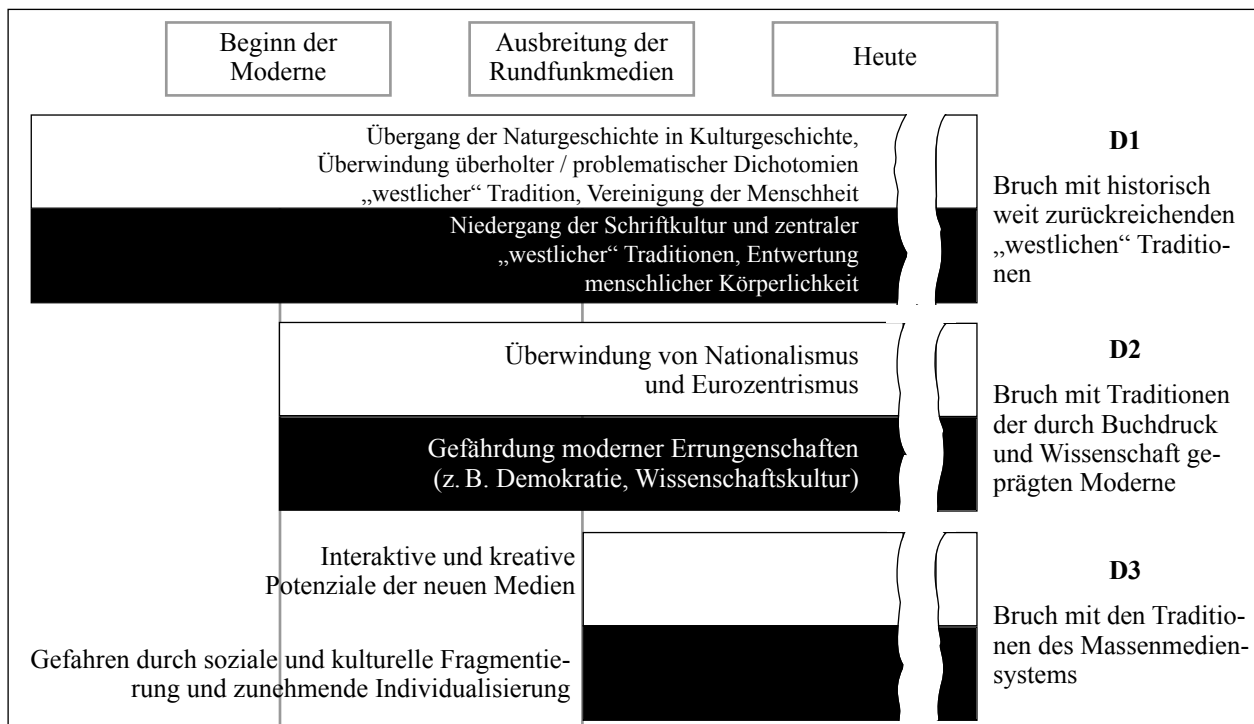 Beginn der
Moderne
Ausbreitung der
Rundfunkmedien
Heute
Übergang der Naturgeschichte in Kulturgeschichte,
Überwindung überholter / problematischer Dichotomien
„westlicher“ Tradition, Vereinigung der Menschheit
Niedergang der Schriftkultur und zentraler
„westlicher“ Traditionen, Entwertung
menschlicher Körperlichkeit
D1
Bruch mit historisch
weit zurückreichenden
„westlichen“ Traditio-
nen
Überwindung von Nationalismus
und Eurozentrismus
Gefährdung moderner Errungenschaften
(z. B. Demokratie, Wissenschaftskultur)
D2
Bruch mit Traditionen
der durch Buchdruck
und Wissenschaft ge-
prägten Moderne
Interaktive und kreative
Potenziale der neuen Medien
Gefahren durch soziale und kulturelle Fragmentie-
rung und zunehmende Individualisierung
D3
Bruch mit den Traditio-
nen des Massenmedien-
systems